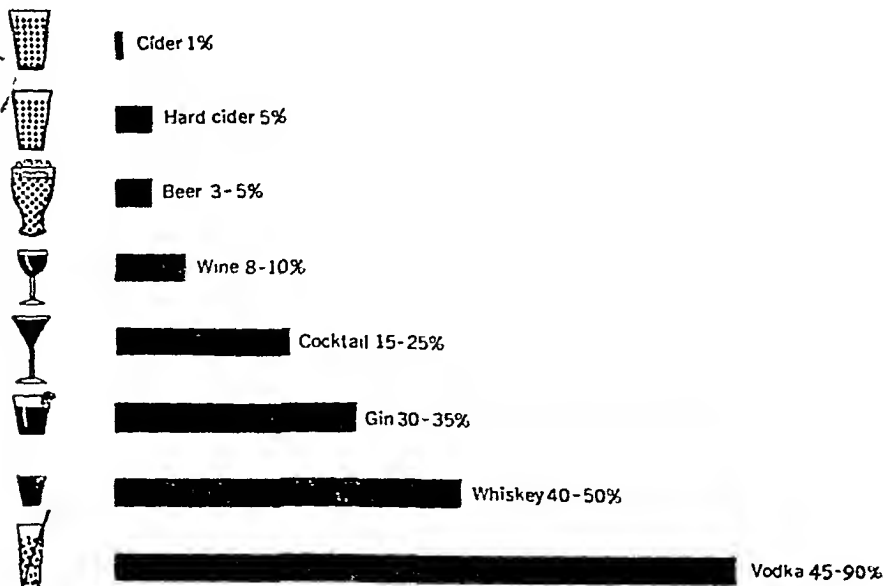 Cider 1%
Hard cider 5%
Beer 3-5%
Wine 8-10%
Cocktail 15-25%
Gin 30-35%
Whiskey 40-50%
Vodka 45-90%